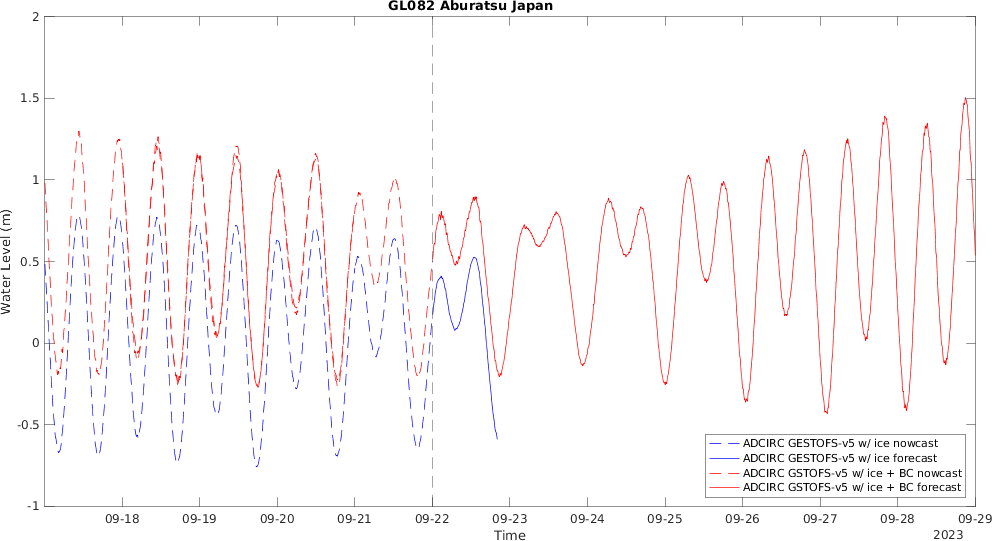 GL082 Aburatsu Japan
2
1.5
1
0.5
0
-0.5
-1
Water Level (m)
ADCIRC GESTOFS-v5 w/ ice nowcast
ADCIRC GESTOFS-v5 w/ ice forecast
ADCIRC GSTOFS-v5 w/ ice + BC nowcast
ADCIRC GSTOFS-v5 w/ ice + BC forecast
09-18 09-19 09-20 09-21 09-22 09-23 09-24 09-25 09-26 09-27 09-28 09-29
Time
2023